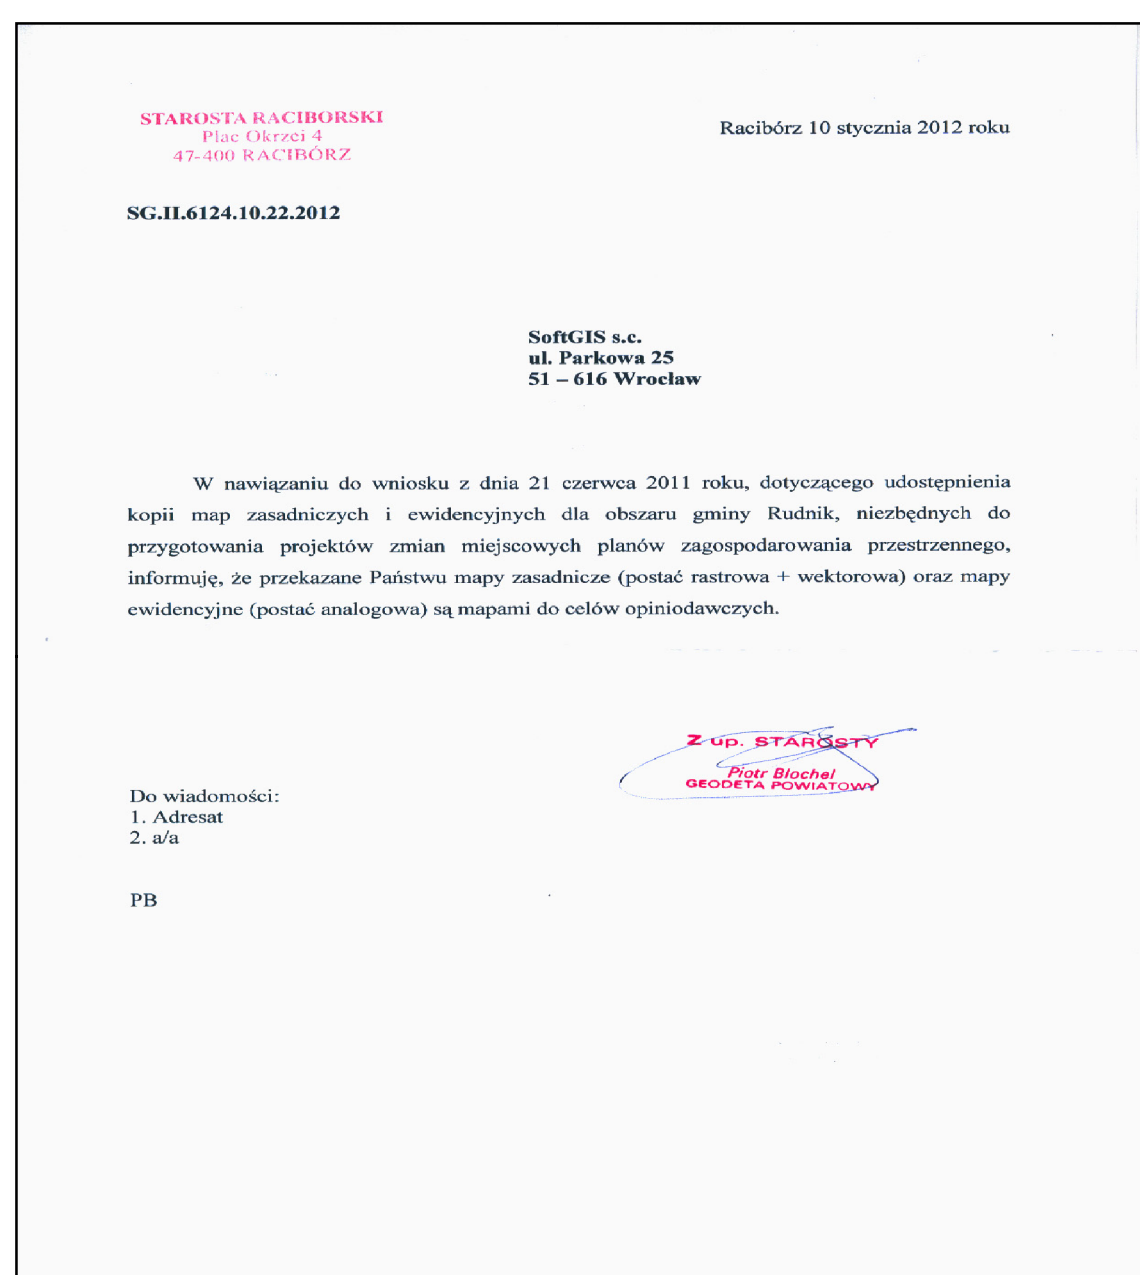 STAROSTA RACIBORSKI
Plac Okrzei 4
47-400 RACIBÓRZ
Racibórz 10 stycznia 2012 roku
SG.II.6124.10.22.2012
SoftGIS s.c.
ul. Parkowa 25
51 – 616 Wrocław
W nawiązaniu do wniosku z dnia 21 czerwca 2011 roku, dotyczącego udostępnienia
kopii map zasadniczych i ewidencyjnych dla obszaru gminy Rudnik, niezbędnych do
przygotowania projektów zmian miejscowych planów zagospodarowania przestrzennego,
informuję, że przekazane Państwu mapy zasadnicze (postać rastrowa + wektorowa) oraz mapy
ewidencyjne (postać analogowa) są mapami do celów opiniodawczych.
Z up. STAROSTY
Piotr Blochel
GEODETA POWIATOWY
Do wiadomości:
1. Adresat
2. a/a
PB